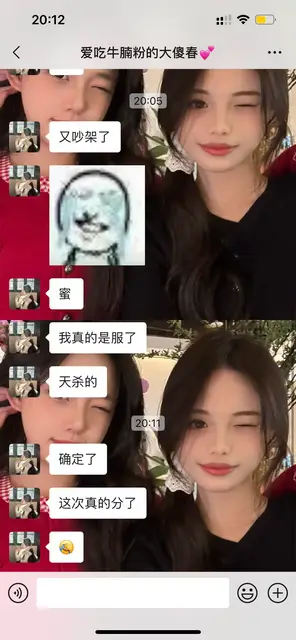 20:12
爱吃牛腩粉的大傻春💕
20:05
又吵架了
蜜
我真的是服了
天杀的
20:11
确定了
这次真的分了